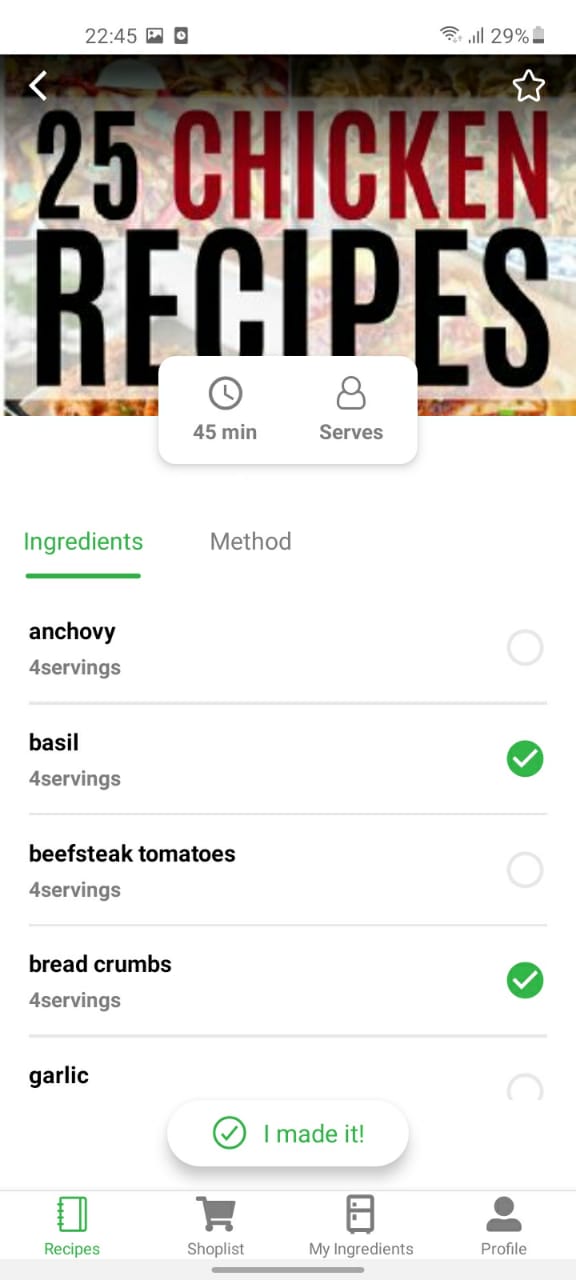 22:45
29%
25 CHICKEN
RECIPES
45 min
Serves
Ingredients
Method
anchovy
4servings
basil
4servings
beefsteak tomatoes
4servings
bread crumbs
4servings
garlic
I made it!
Recipes
Shoplist
My Ingredients
Profile